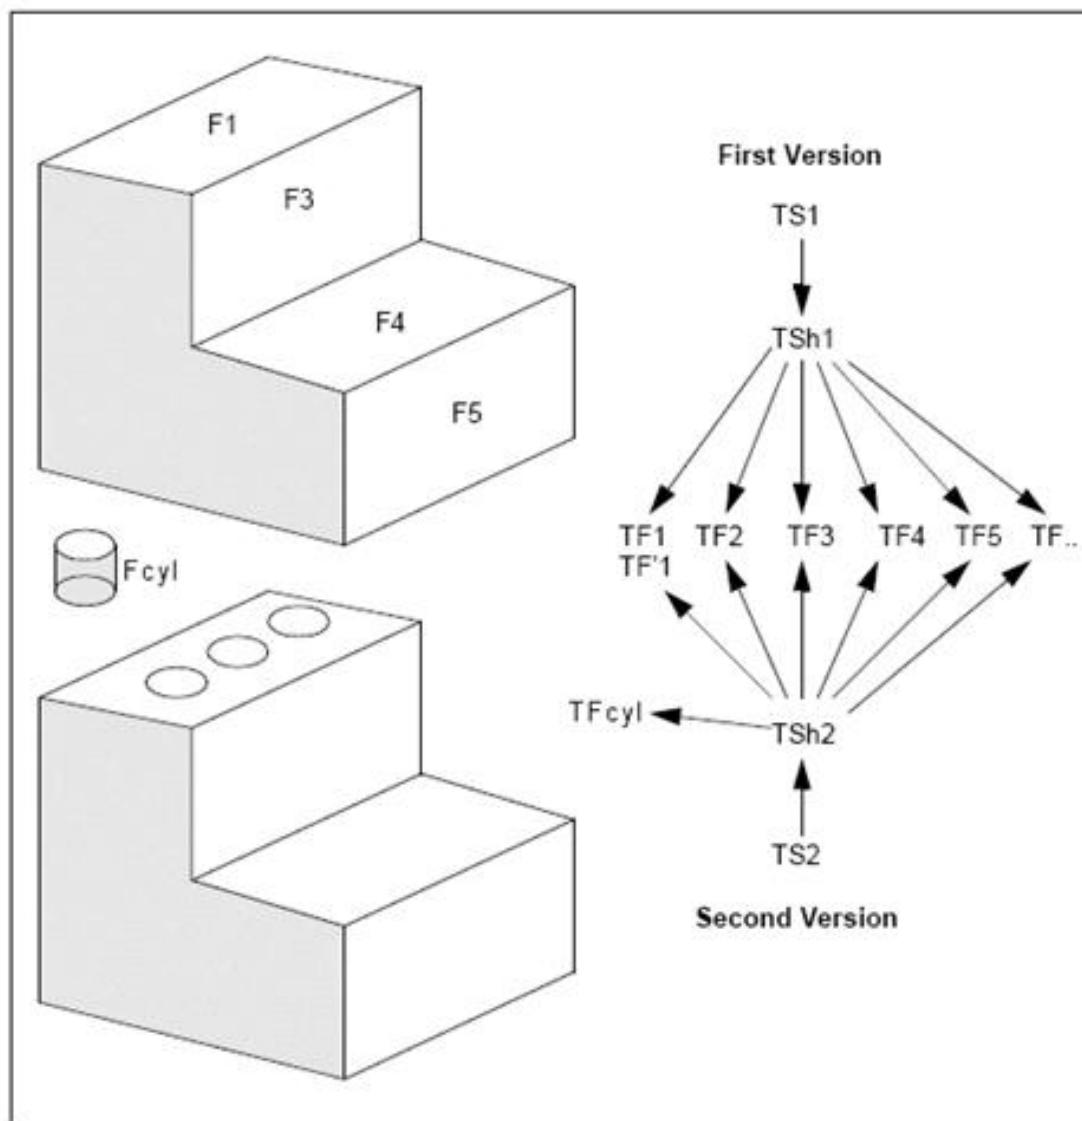 F1
F3
F4
F5
Fcyl
First Version
TS1
TSh1
TF1 TF2 TF3 TF4 TF5 TF..
TF'1
TFcyl
TSh2
TS2
Second Version